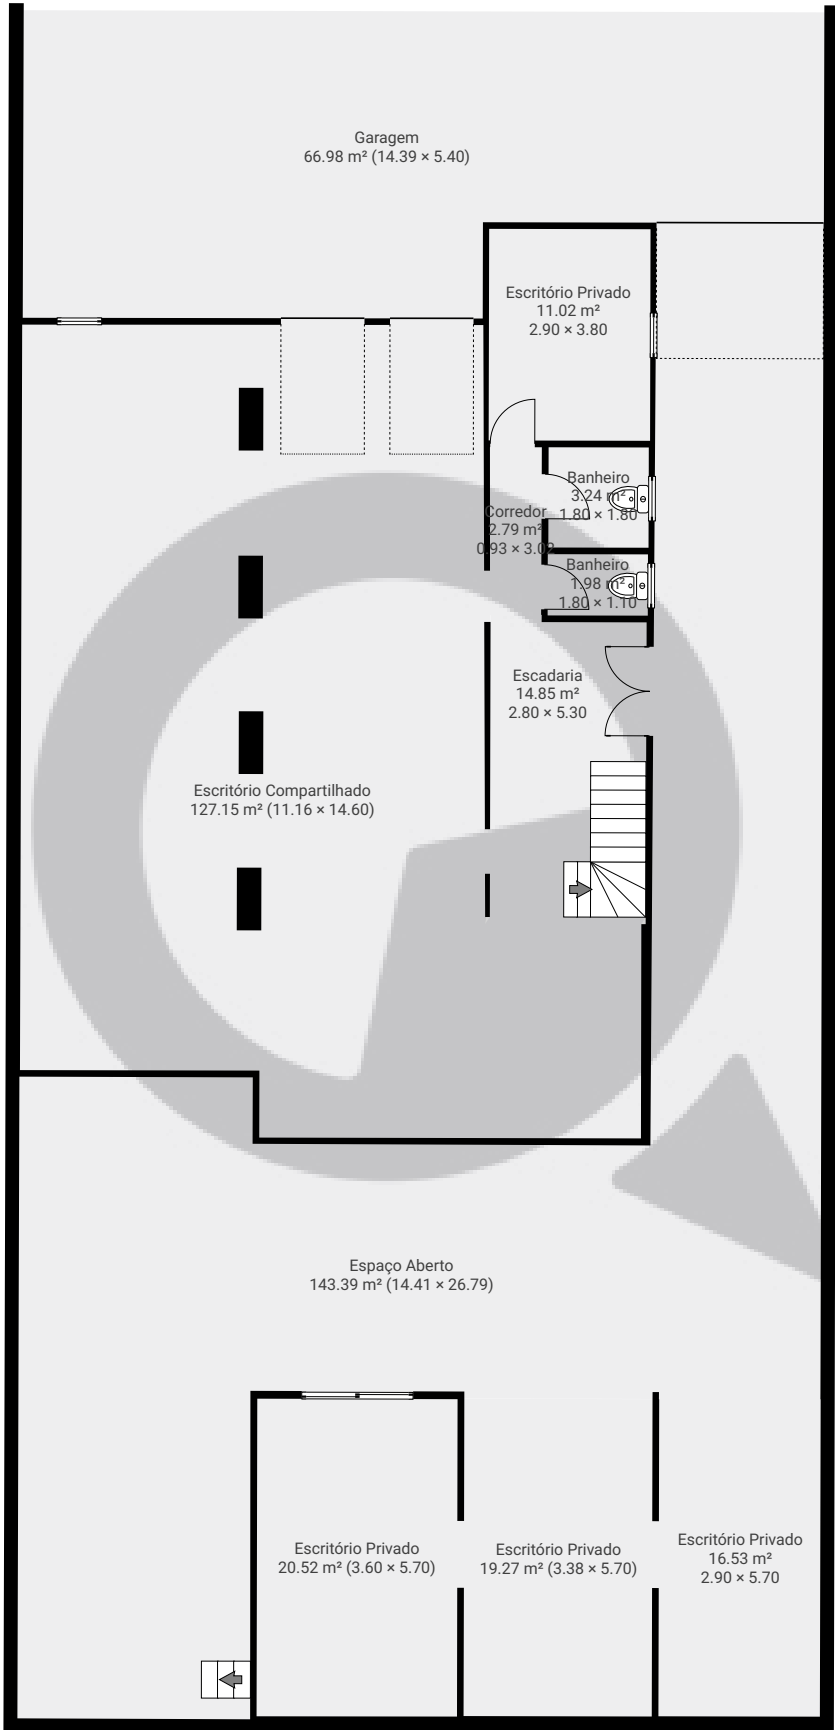 Garagem
66.98 m² (14.39 × 5.40)
Escritório Privado
11.02 m²
2.90 × 3.80
Banheiro
3.24 m²
1.80 × 1.80
Corredor
2.79 m²
0.93 × 3.02
Banheiro
1.98 m²
1.80 × 1.10
Escadaria
14.85 m²
2.80 × 5.30
Escritório Compartilhado
127.15 m² (11.16 × 14.60)
Espaço Aberto
143.39 m² (14.41 × 26.79)
Escritório Privado
20.52 m² (3.60 × 5.70)
Escritório Privado
19.27 m² (3.38 × 5.70)
Escritório Privado
16.53 m²
2.90 × 5.70